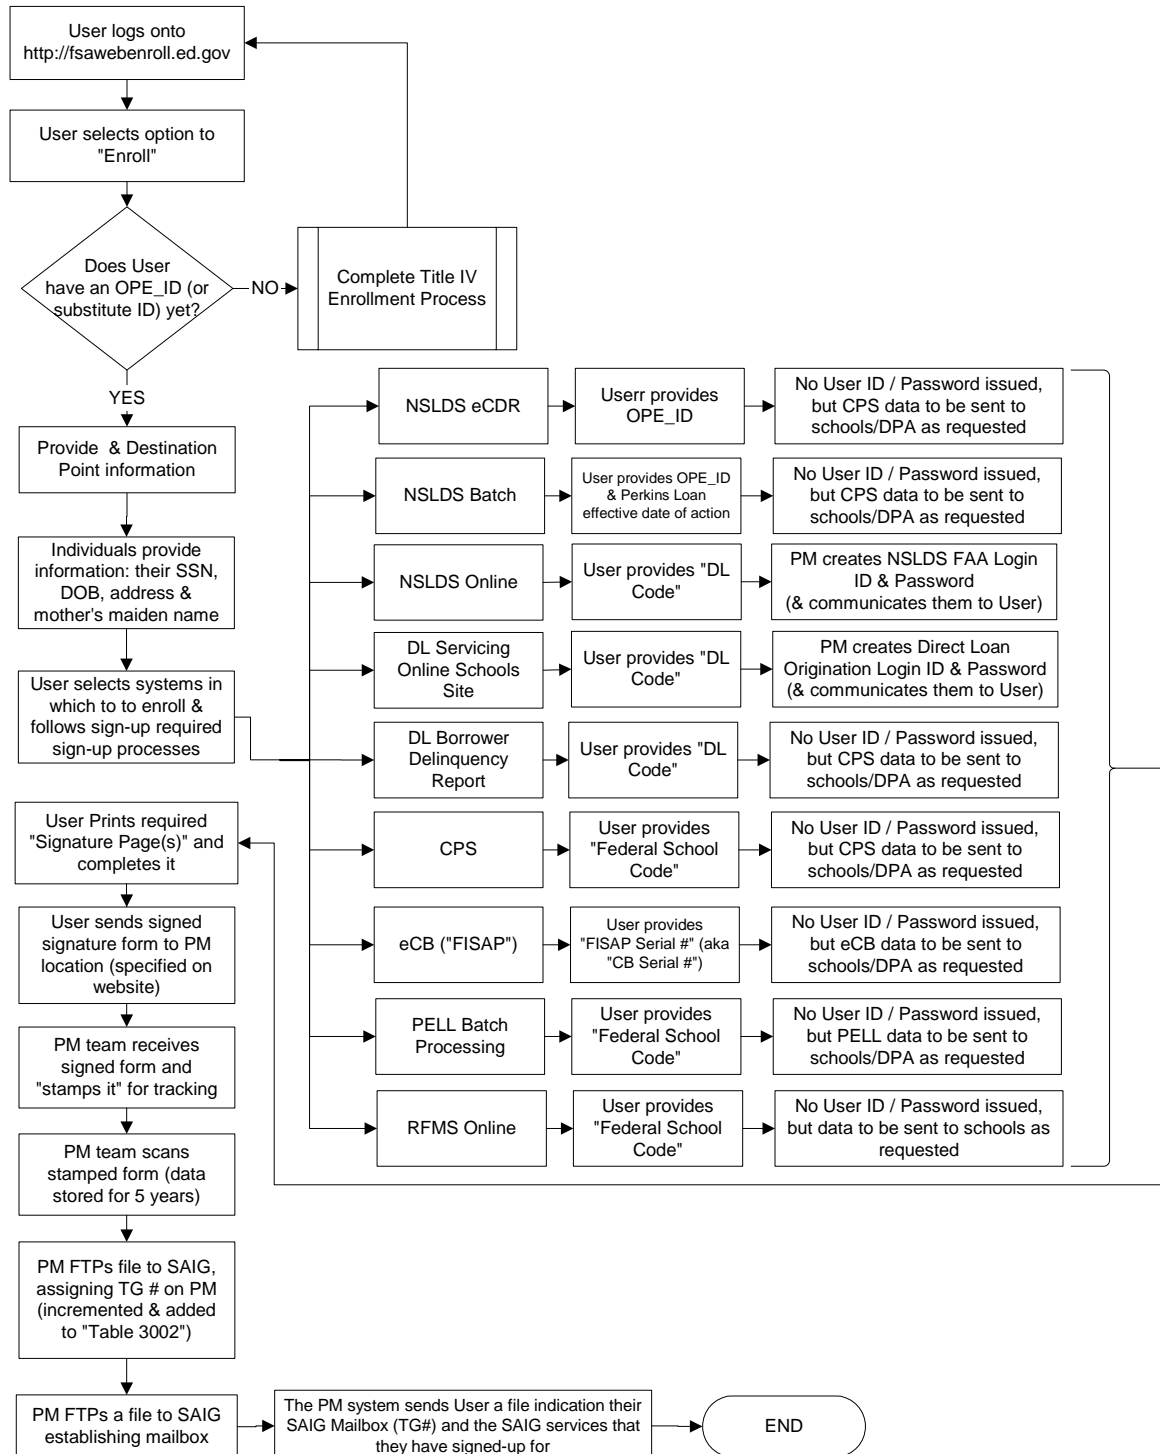 User logs onto
http://fsawebenroll.ed.gov
User selects option to
"Enroll"
Does User
have an OPE_ID (or
substitute ID) yet?
NO
Complete Title IV
Enrollment Process
YES
Provide & Destination
Point information
Individuals provide
information: their SSN,
DOB, address &
mother's maiden name
User selects systems in
which to to enroll &
follows sign-up required
sign-up processes
NSLDS eCDR
Userr provides
OPE_ID
No User ID / Password issued,
but CPS data to be sent to
schools/DPA as requested
NSLDS Batch
User provides OPE_ID
& Perkins Loan
effective date of action
No User ID / Password issued,
but CPS data to be sent to
schools/DPA as requested
NSLDS Online
User provides "DL
Code"
PM creates NSLDS FAA Login
ID & Password
(& communicates them to User)
DL Servicing
Online Schools
Site
User provides "DL
Code"
PM creates Direct Loan
Origination Login ID & Password
(& communicates them to User)
DL Borrower
Delinquency
Report
User provides "DL
Code"
No User ID / Password issued,
but CPS data to be sent to
schools/DPA as requested
CPS
User provides
"Federal School
Code"
No User ID / Password issued,
but CPS data to be sent to
schools/DPA as requested
eCB ("FISAP")
User provides
"FISAP Serial #" (aka
"CB Serial #")
No User ID / Password issued,
but eCB data to be sent to
schools/DPA as requested
PELL Batch
Processing
User provides
"Federal School
Code"
No User ID / Password issued,
but PELL data to be sent to
schools/DPA as requested
RFMS Online
User provides
"Federal School
Code"
No User ID / Password issued,
but data to be sent to schools as
requested
User Prints required
"Signature Page(s)" and
completes it
User sends signed
signature form to PM
location (specified on
website)
PM team receives
signed form and
"stamps it" for tracking
PM team scans
stamped form (data
stored for 5 years)
PM FTPs file to SAIG,
assigning TG # on PM
(incremented & added
to "Table 3002")
PM FTPs a file to SAIG
establishing mailbox
The PM system sends User a file indication their
SAIG Mailbox (TG#) and the SAIG services that
they have signed-up for
END